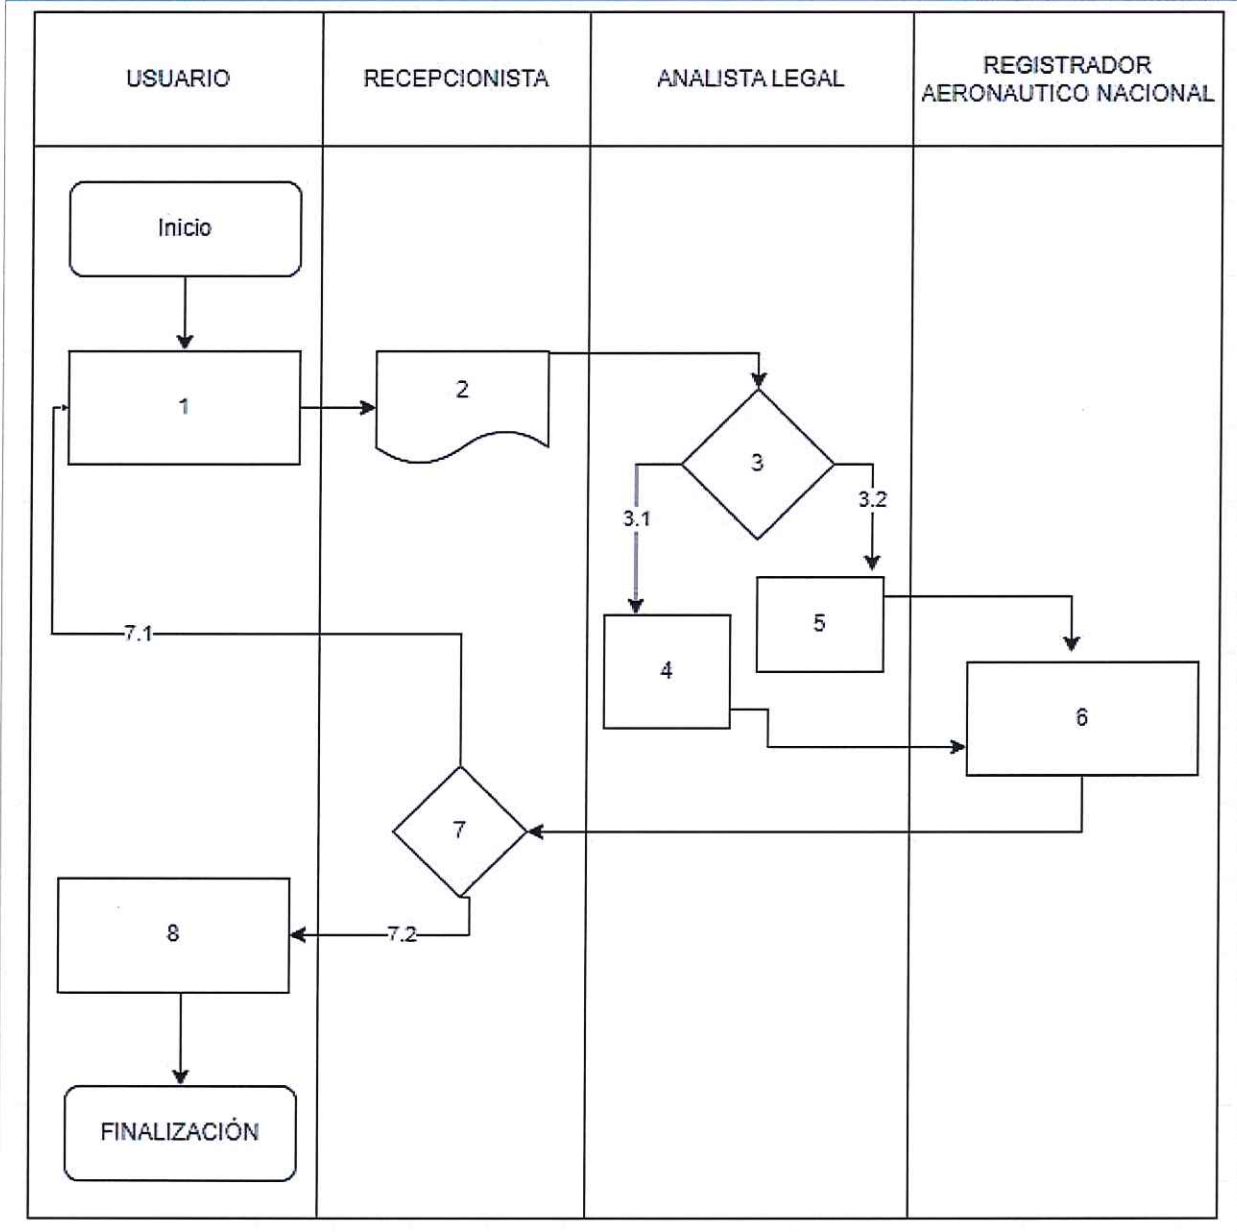 USUARIO
RECEPCIONISTA
ANALISTA LEGAL
REGISTRADOR
AERONAUTICO NACIONAL
Inicio
1
2
3
3.1
3.2
4
5
6
7.1
7
7.2
8
FINALIZACIÓN